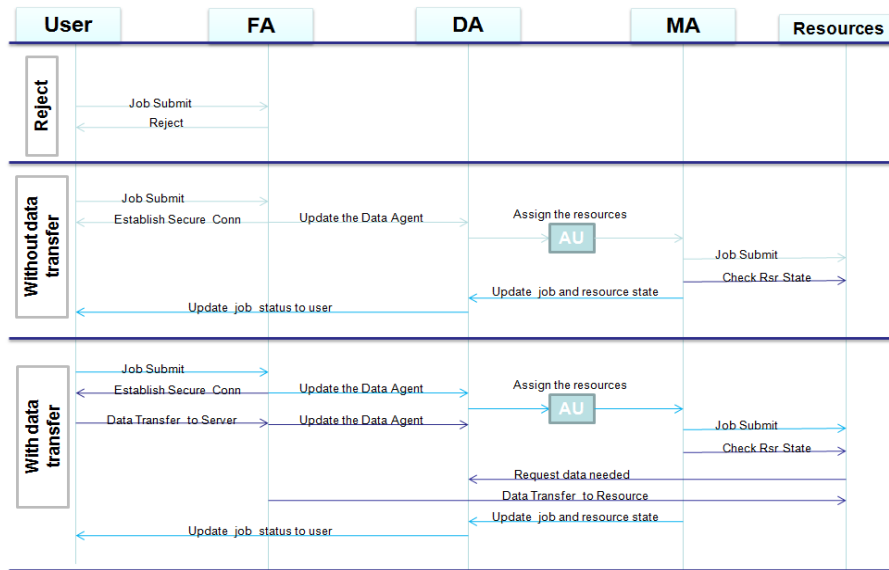 User FA DA MA Resources
Reject
Job Submit
Reject
Without data
transfer
Job Submit
Establish Secure Conn Update the Data Agent
Assign the resources
AU
Job Submit
Check Rsr State
Update job and resource state
Update job status to user
With data
transfer
Job Submit
Establish Secure Conn Update the Data Agent
Assign the resources
AU
Data Transfer to Server Update the Data Agent
Job Submit
Check Rsr State
Request data needed
Data Transfer to Resource
Update job and resource state
Update job status to user